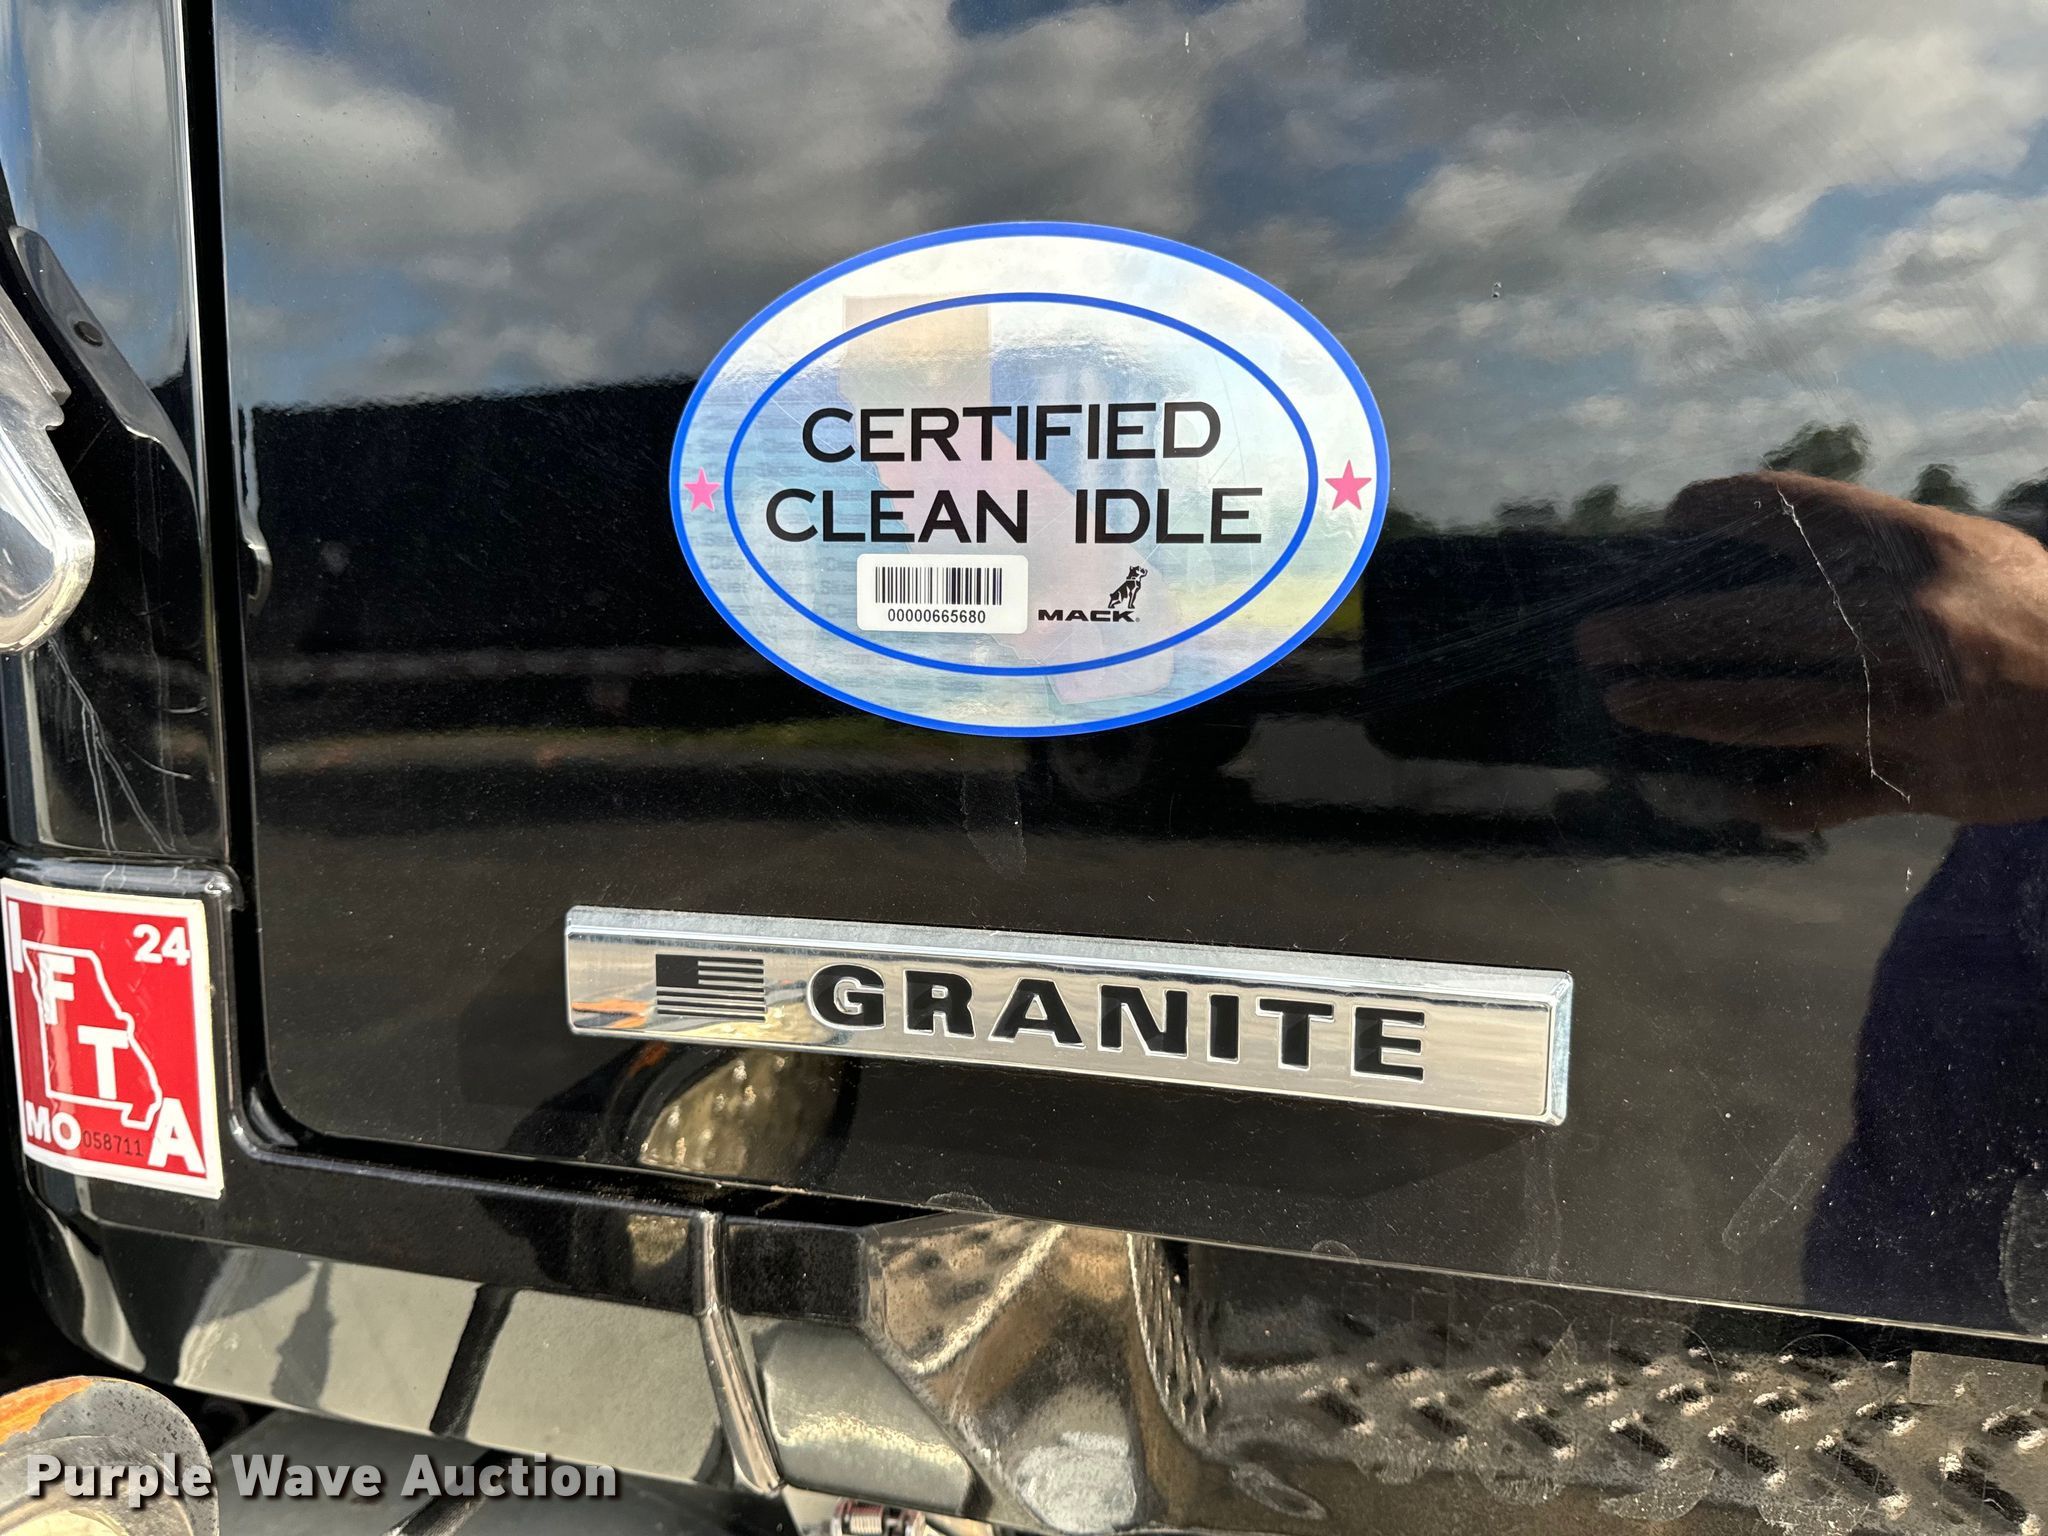 CERTIFIED
CLEAN IDLE
00000665680
MACK
24
I
F
T
A
MO
058711
GRANITE
Purple Wave Auction